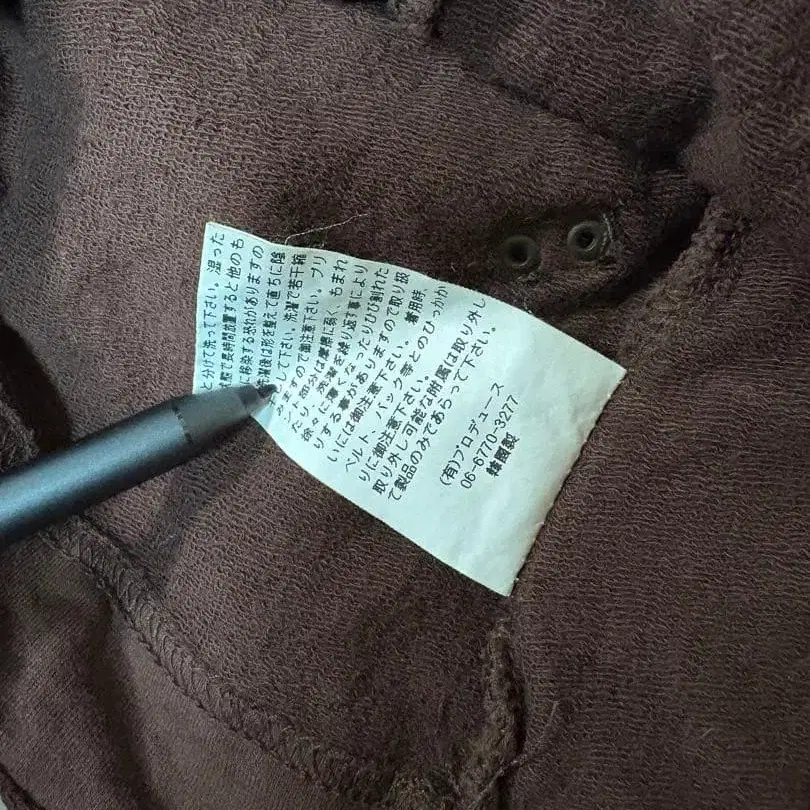 と分けて洗って下さい。湿った
状態で長時間放置すると他のも
に移染する恐れがありますの
洗濯後は形を整えて直ちに陰
して下さい。洗濯で若干縮
みますので御注意下さい。プリ
部分は摩擦に弱く、もまれ
たり、洗濯を繰り返す事により
徐々に薄くなったりひび割れた
りする事がありますので取り扱
いには御注意下さい。着用時、
ベルト、バック等とのひっかか
りに御注意下さい。
取り外し可能な附属は取り外し
て製品のみであらって下さい。
(有)プロデュース
06-6770-3277
韓国製